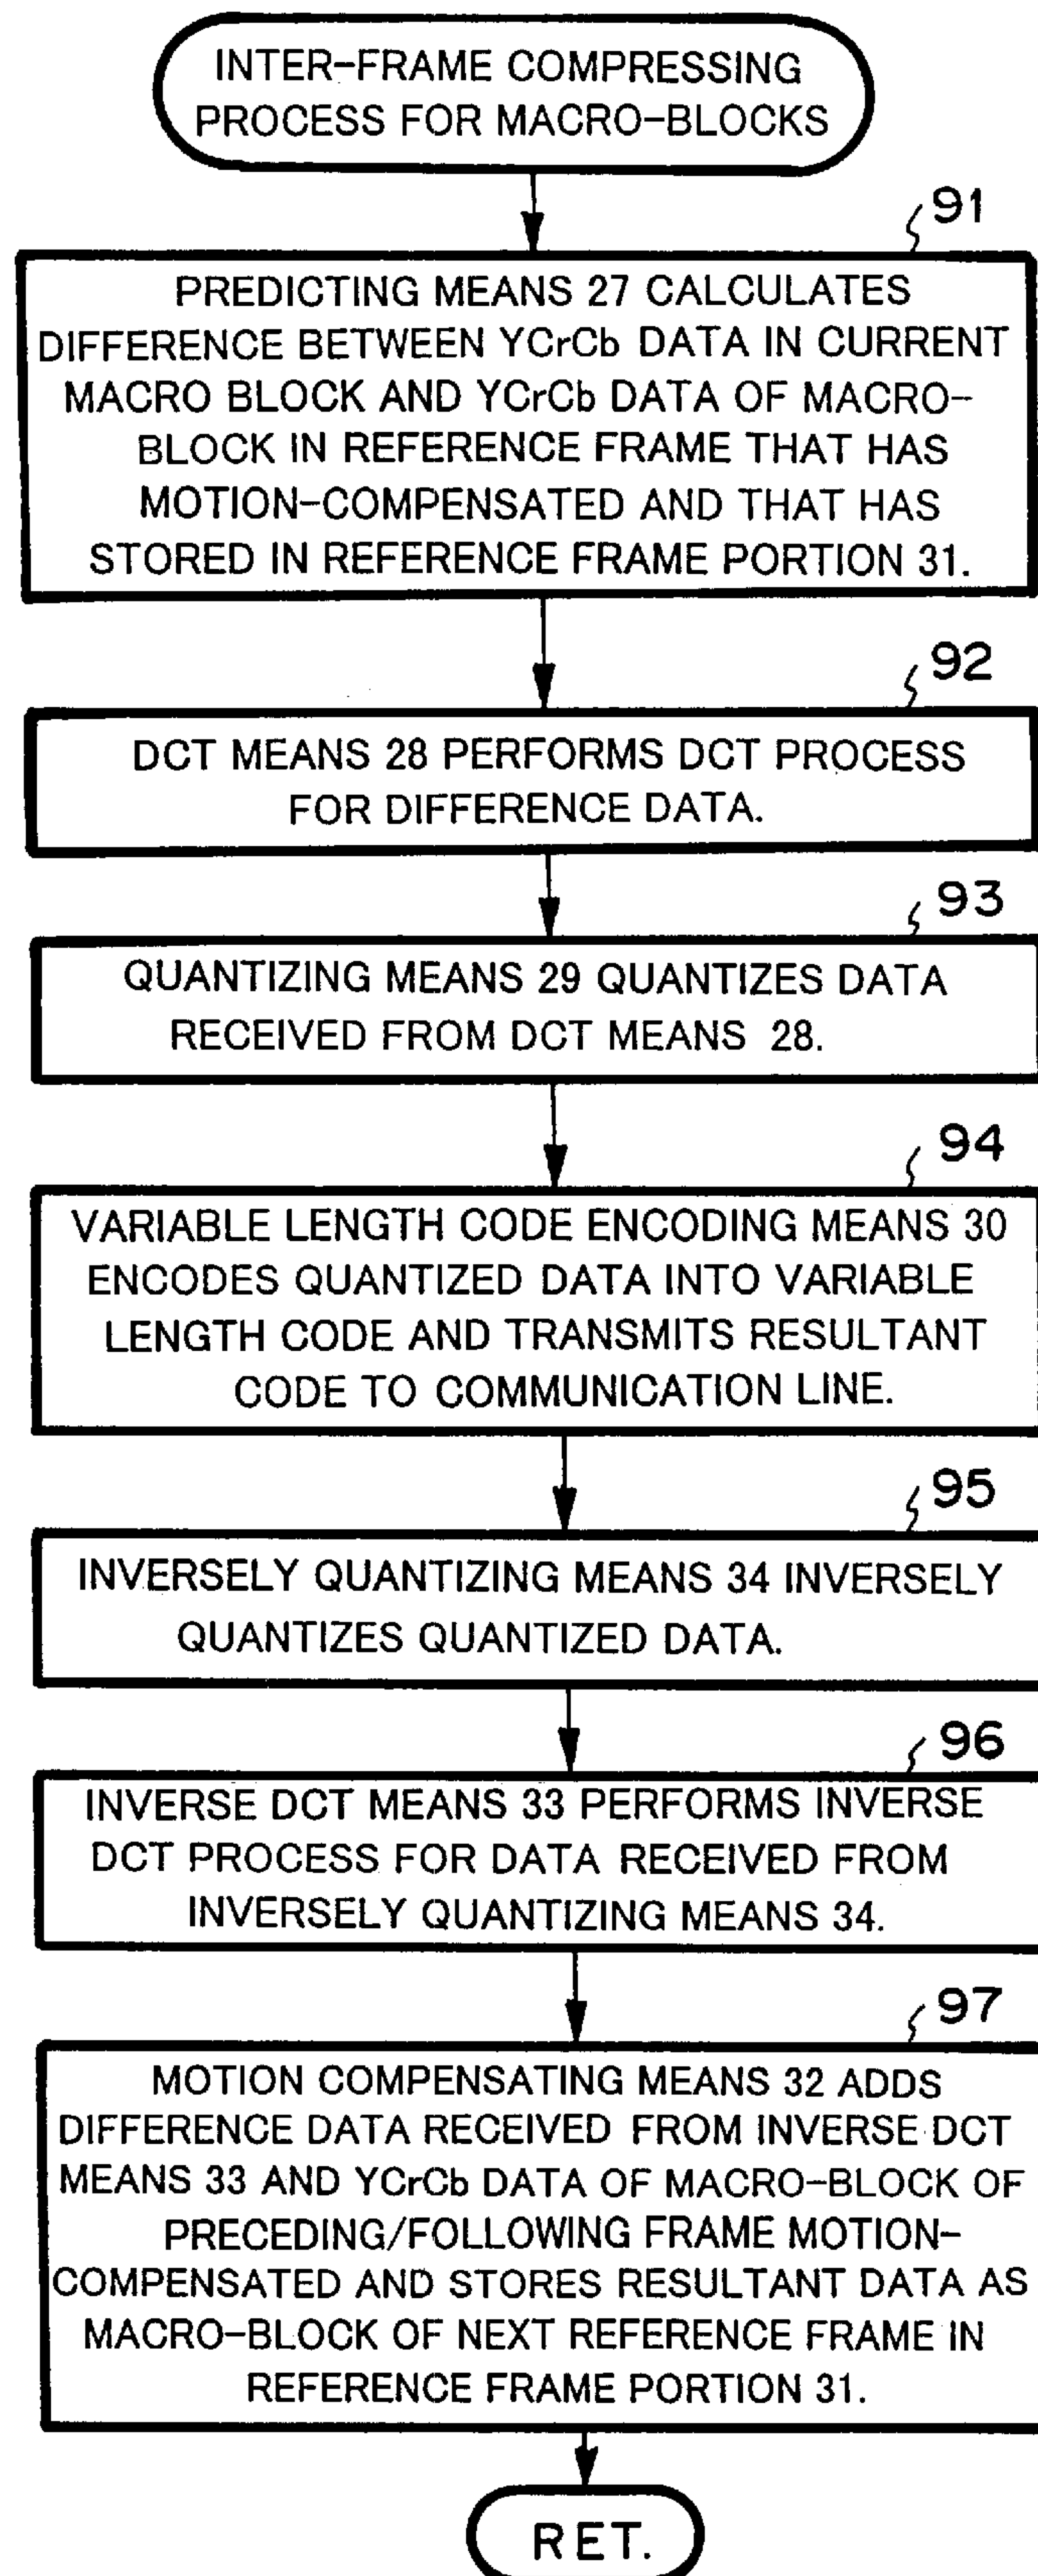 INTER-FRAME COMPRESSING
PROCESS FOR MACRO-BLOCKS
91
PREDICTING MEANS 27 CALCULATES
DIFFERENCE BETWEEN YCrCb DATA IN CURRENT
MACRO BLOCK AND YCrCb DATA OF MACRO-
BLOCK IN REFERENCE FRAME THAT HAS
MOTION-COMPENSATED AND THAT HAS
STORED IN REFERENCE FRAME PORTION 31.
92
DCT MEANS 28 PERFORMS DCT PROCESS
FOR DIFFERENCE DATA.
93
QUANTIZING MEANS 29 QUANTIZES DATA
RECEIVED FROM DCT MEANS 28.
94
VARIABLE LENGTH CODE ENCODING MEANS 30
ENCODES QUANTIZED DATA INTO VARIABLE
LENGTH CODE AND TRANSMITS RESULTANT
CODE TO COMMUNICATION LINE.
95
INVERSELY QUANTIZING MEANS 34 INVERSELY
QUANTIZES QUANTIZED DATA.
96
INVERSE DCT MEANS 33 PERFORMS INVERSE
DCT PROCESS FOR DATA RECEIVED FROM
INVERSELY QUANTIZING MEANS 34.
97
MOTION COMPENSATING MEANS 32 ADDS
DIFFERENCE DATA RECEIVED FROM INVERSE DCT
MEANS 33 AND YCrCb DATA OF MACRO-BLOCK OF
PRECEDING/FOLLOWING FRAME MOTION-
COMPENSATED AND STORES RESULTANT DATA AS
MACRO-BLOCK OF NEXT REFERENCE FRAME IN
REFERENCE FRAME PORTION 31.
RET.